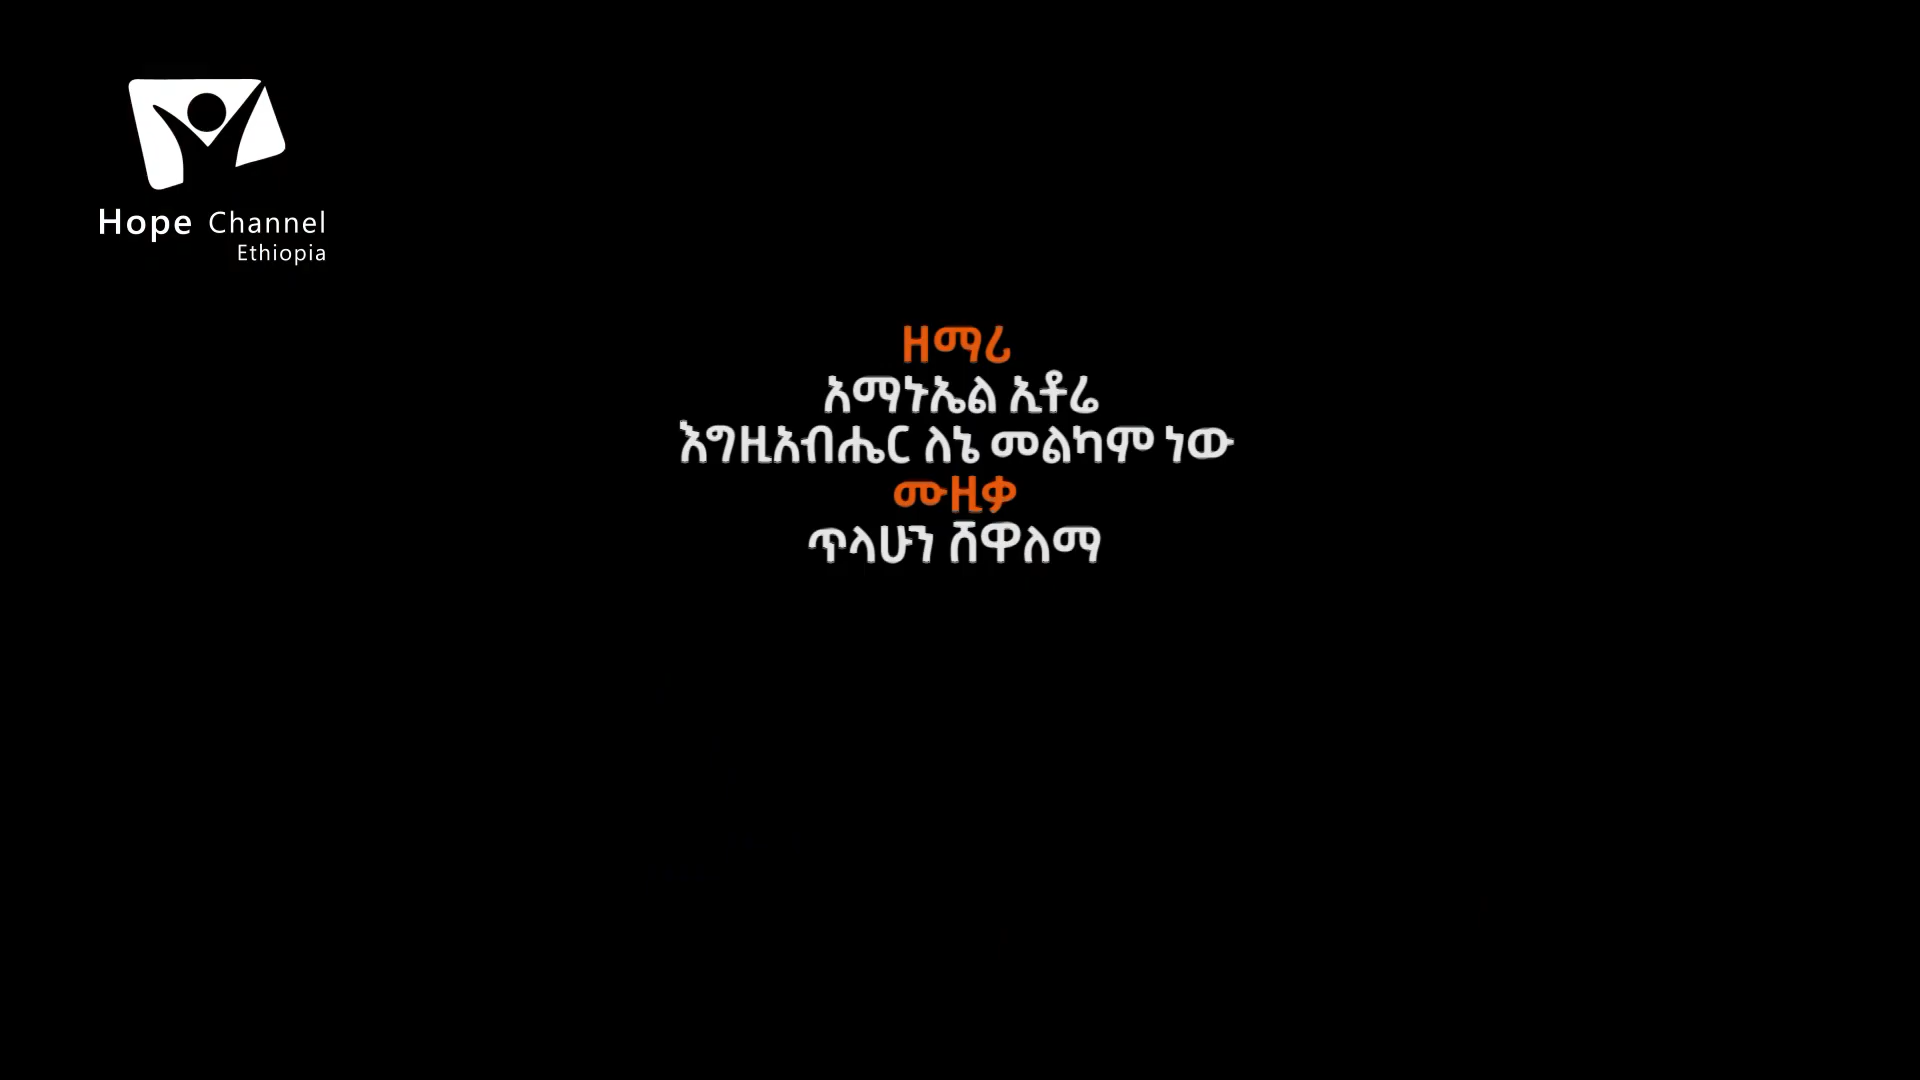 Hope Channel
Ethiopia
ዘማሪ
አማኑኤል ኢቶሬ
እግዚአብሔር ለኔ መልካም ነው
ሙዚቃ
ጥላሁን ሸዋለማ